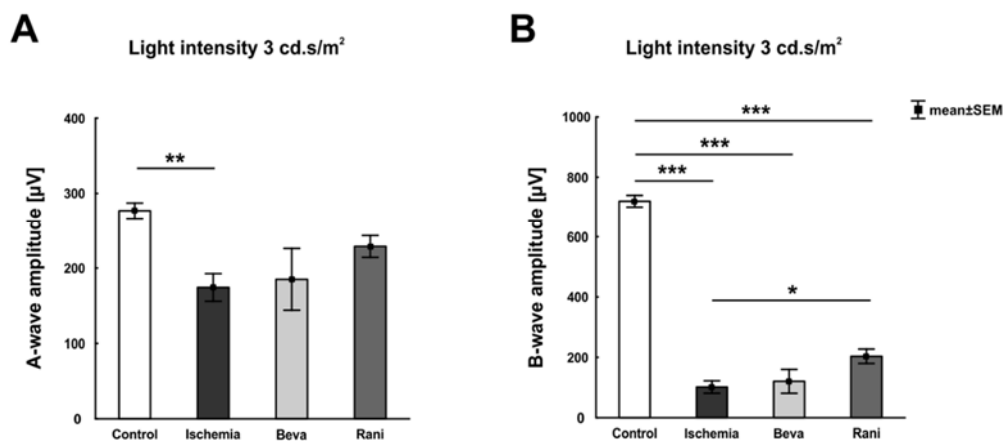 A
Light intensity 3 cd.s/m²
A-wave amplitude [µV]
400
300
200
100
0
**
Control Ischemia Beva Rani
B
Light intensity 3 cd.s/m²
mean±SEM
B-wave amplitude [µV]
1000
800
600
400
200
0
***
***
***
*
Control Ischemia Beva Rani